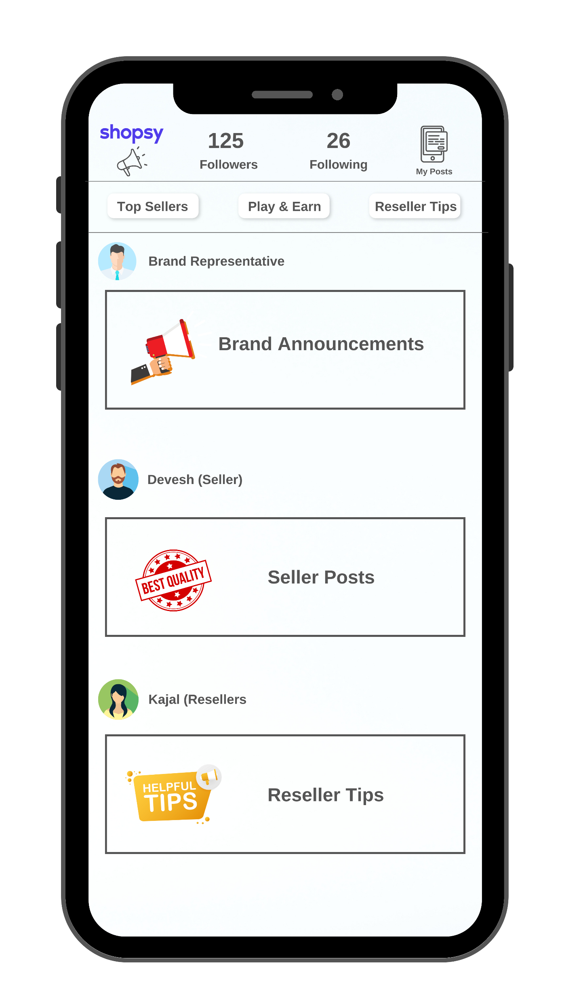 shopsy
125
Followers
26
Following
My Posts
Top Sellers
Play & Earn
Reseller Tips
Brand Representative
Brand Announcements
Devesh (Seller)
BEST QUALITY
Seller Posts
Kajal (Resellers
HELPFUL
TIPS
Reseller Tips